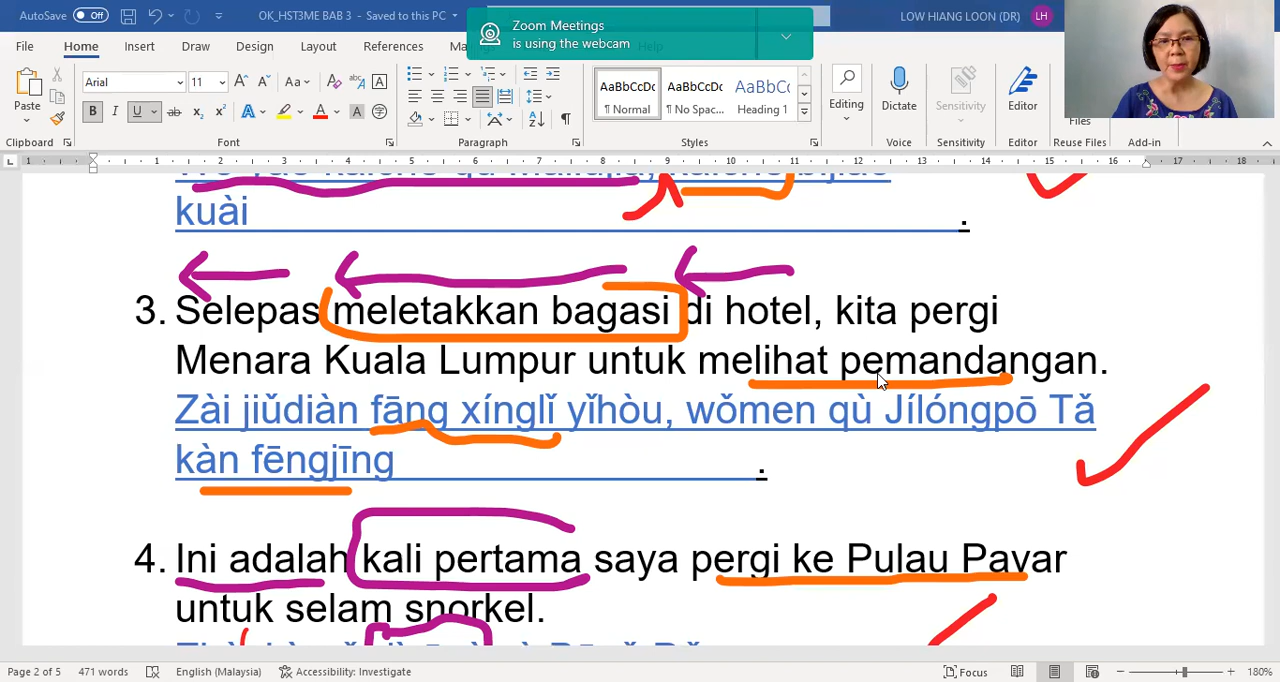 AutoSave Off OK_HST3ME BAB 3 - Saved to this PC LOW HIANG LOON (DR) LH
Zoom Meetings
is using the webcam
File Home Insert Draw Design Layout References Help
Paste
Arial 11
AaBbCcDc AaBbCcDc AaBbC
Normal No Spac... Heading 1
Editing Dictate Sensitivity Editor Files
Clipboard Font Paragraph Styles Voice Sensitivity Editor Reuse Files Add-in
kuài .
3. Selepas meletakkan bagasi di hotel, kita pergi
Menara Kuala Lumpur untuk melihat pemandangan.
Zài jiǔdiàn fāng xínglǐ yǐhòu, wǒmen qù Jílóngpō Tǎ
kàn fēngjīng .
4. Ini adalah kali pertama saya pergi ke Pulau Payar
untuk selam snorkel.
Page 2 of 5 471 words English (Malaysia) Accessibility: Investigate Focus 180%